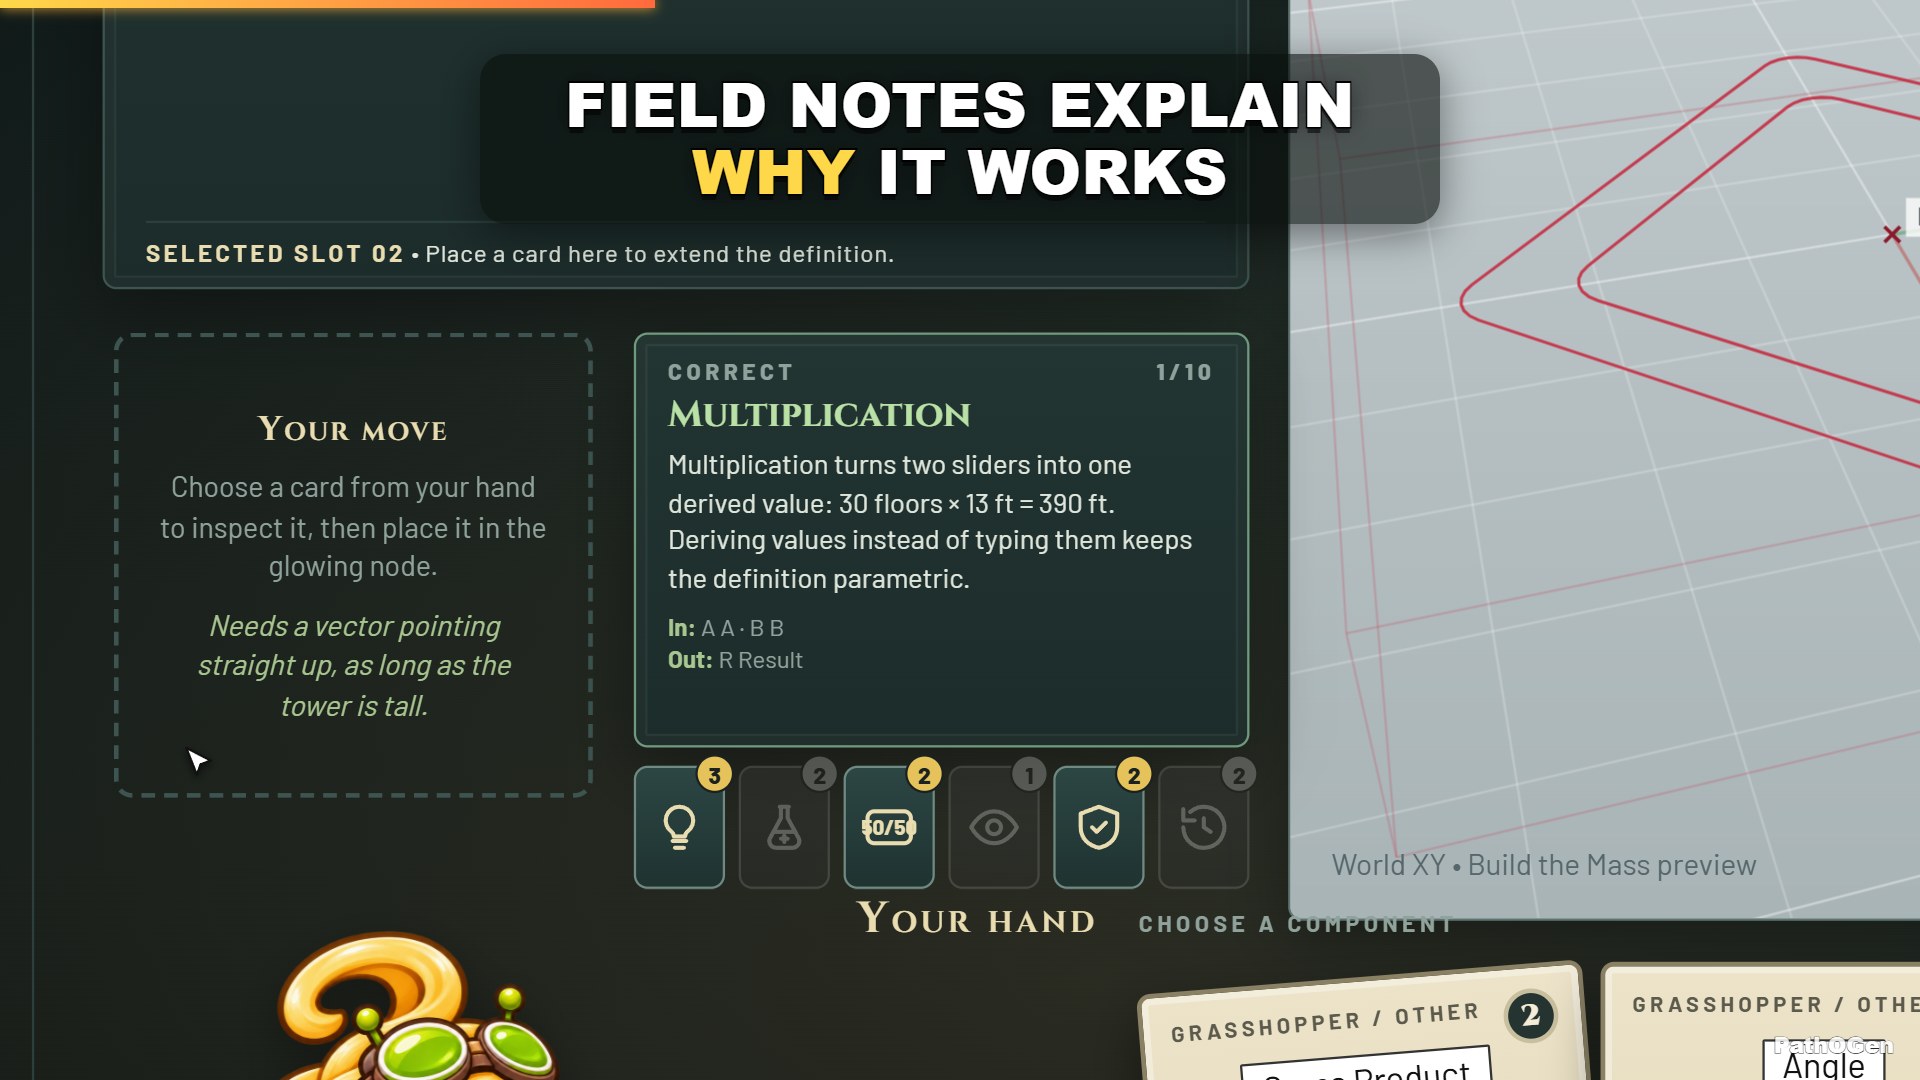 FIELD NOTES EXPLAIN
WHY IT WORKS
SELECTED SLOT 02 • Place a card here to extend the definition.
Your move
Choose a card from your hand
to inspect it, then place it in the
glowing node.
Needs a vector pointing
straight up, as long as the
tower is tall.
CORRECT 1/10
Multiplication
Multiplication turns two sliders into one
derived value: 30 floors × 13 ft = 390 ft.
Deriving values instead of typing them keeps
the definition parametric.
In: A A · B B
Out: R Result
3 2 2 1 2 2
50/50
World XY • Build the Mass preview
Your hand CHOOSE A COMPONENT
GRASSHOPPER / OTHER 2
Product
GRASSHOPPER / OTHE
PathOGen
Angle